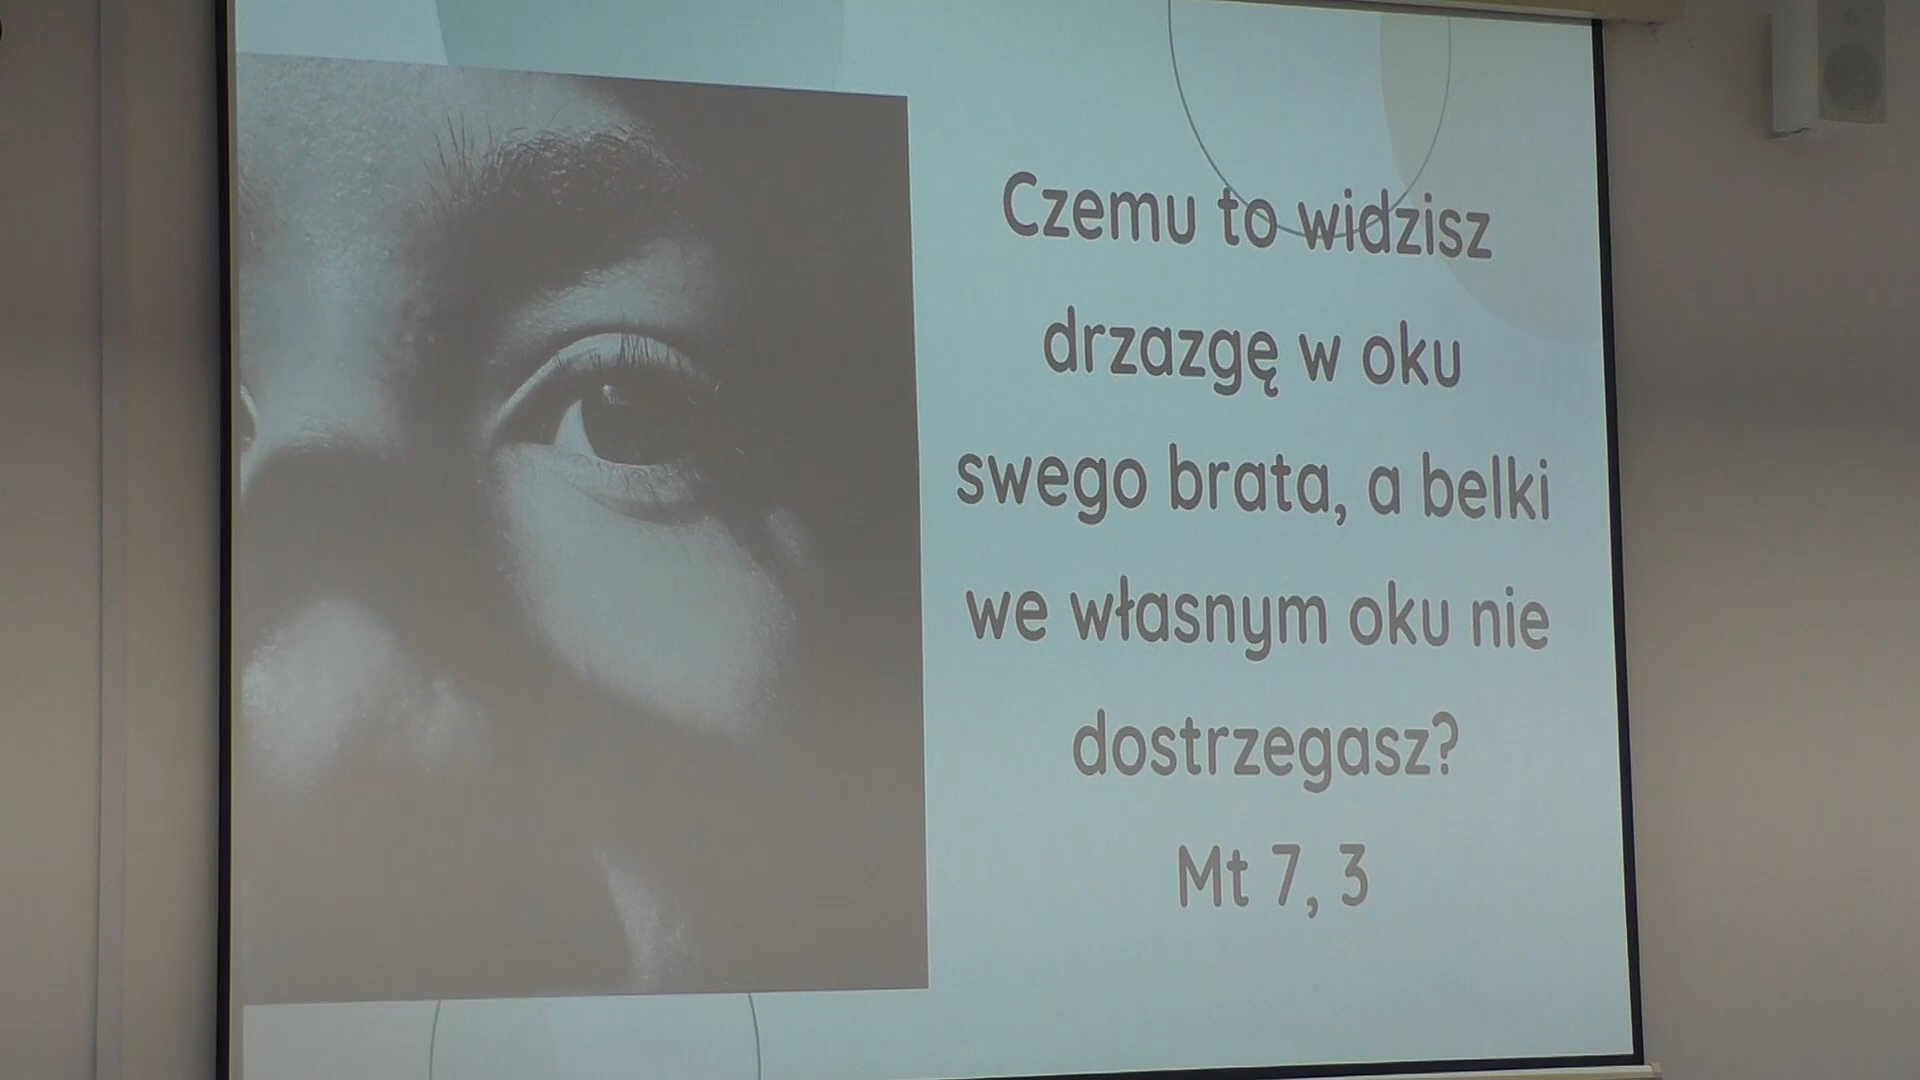 Czemu to widzisz
drzazgę w oku
swego brata, a belki
we własnym oku nie
dostrzegasz?
Mt 7, 3